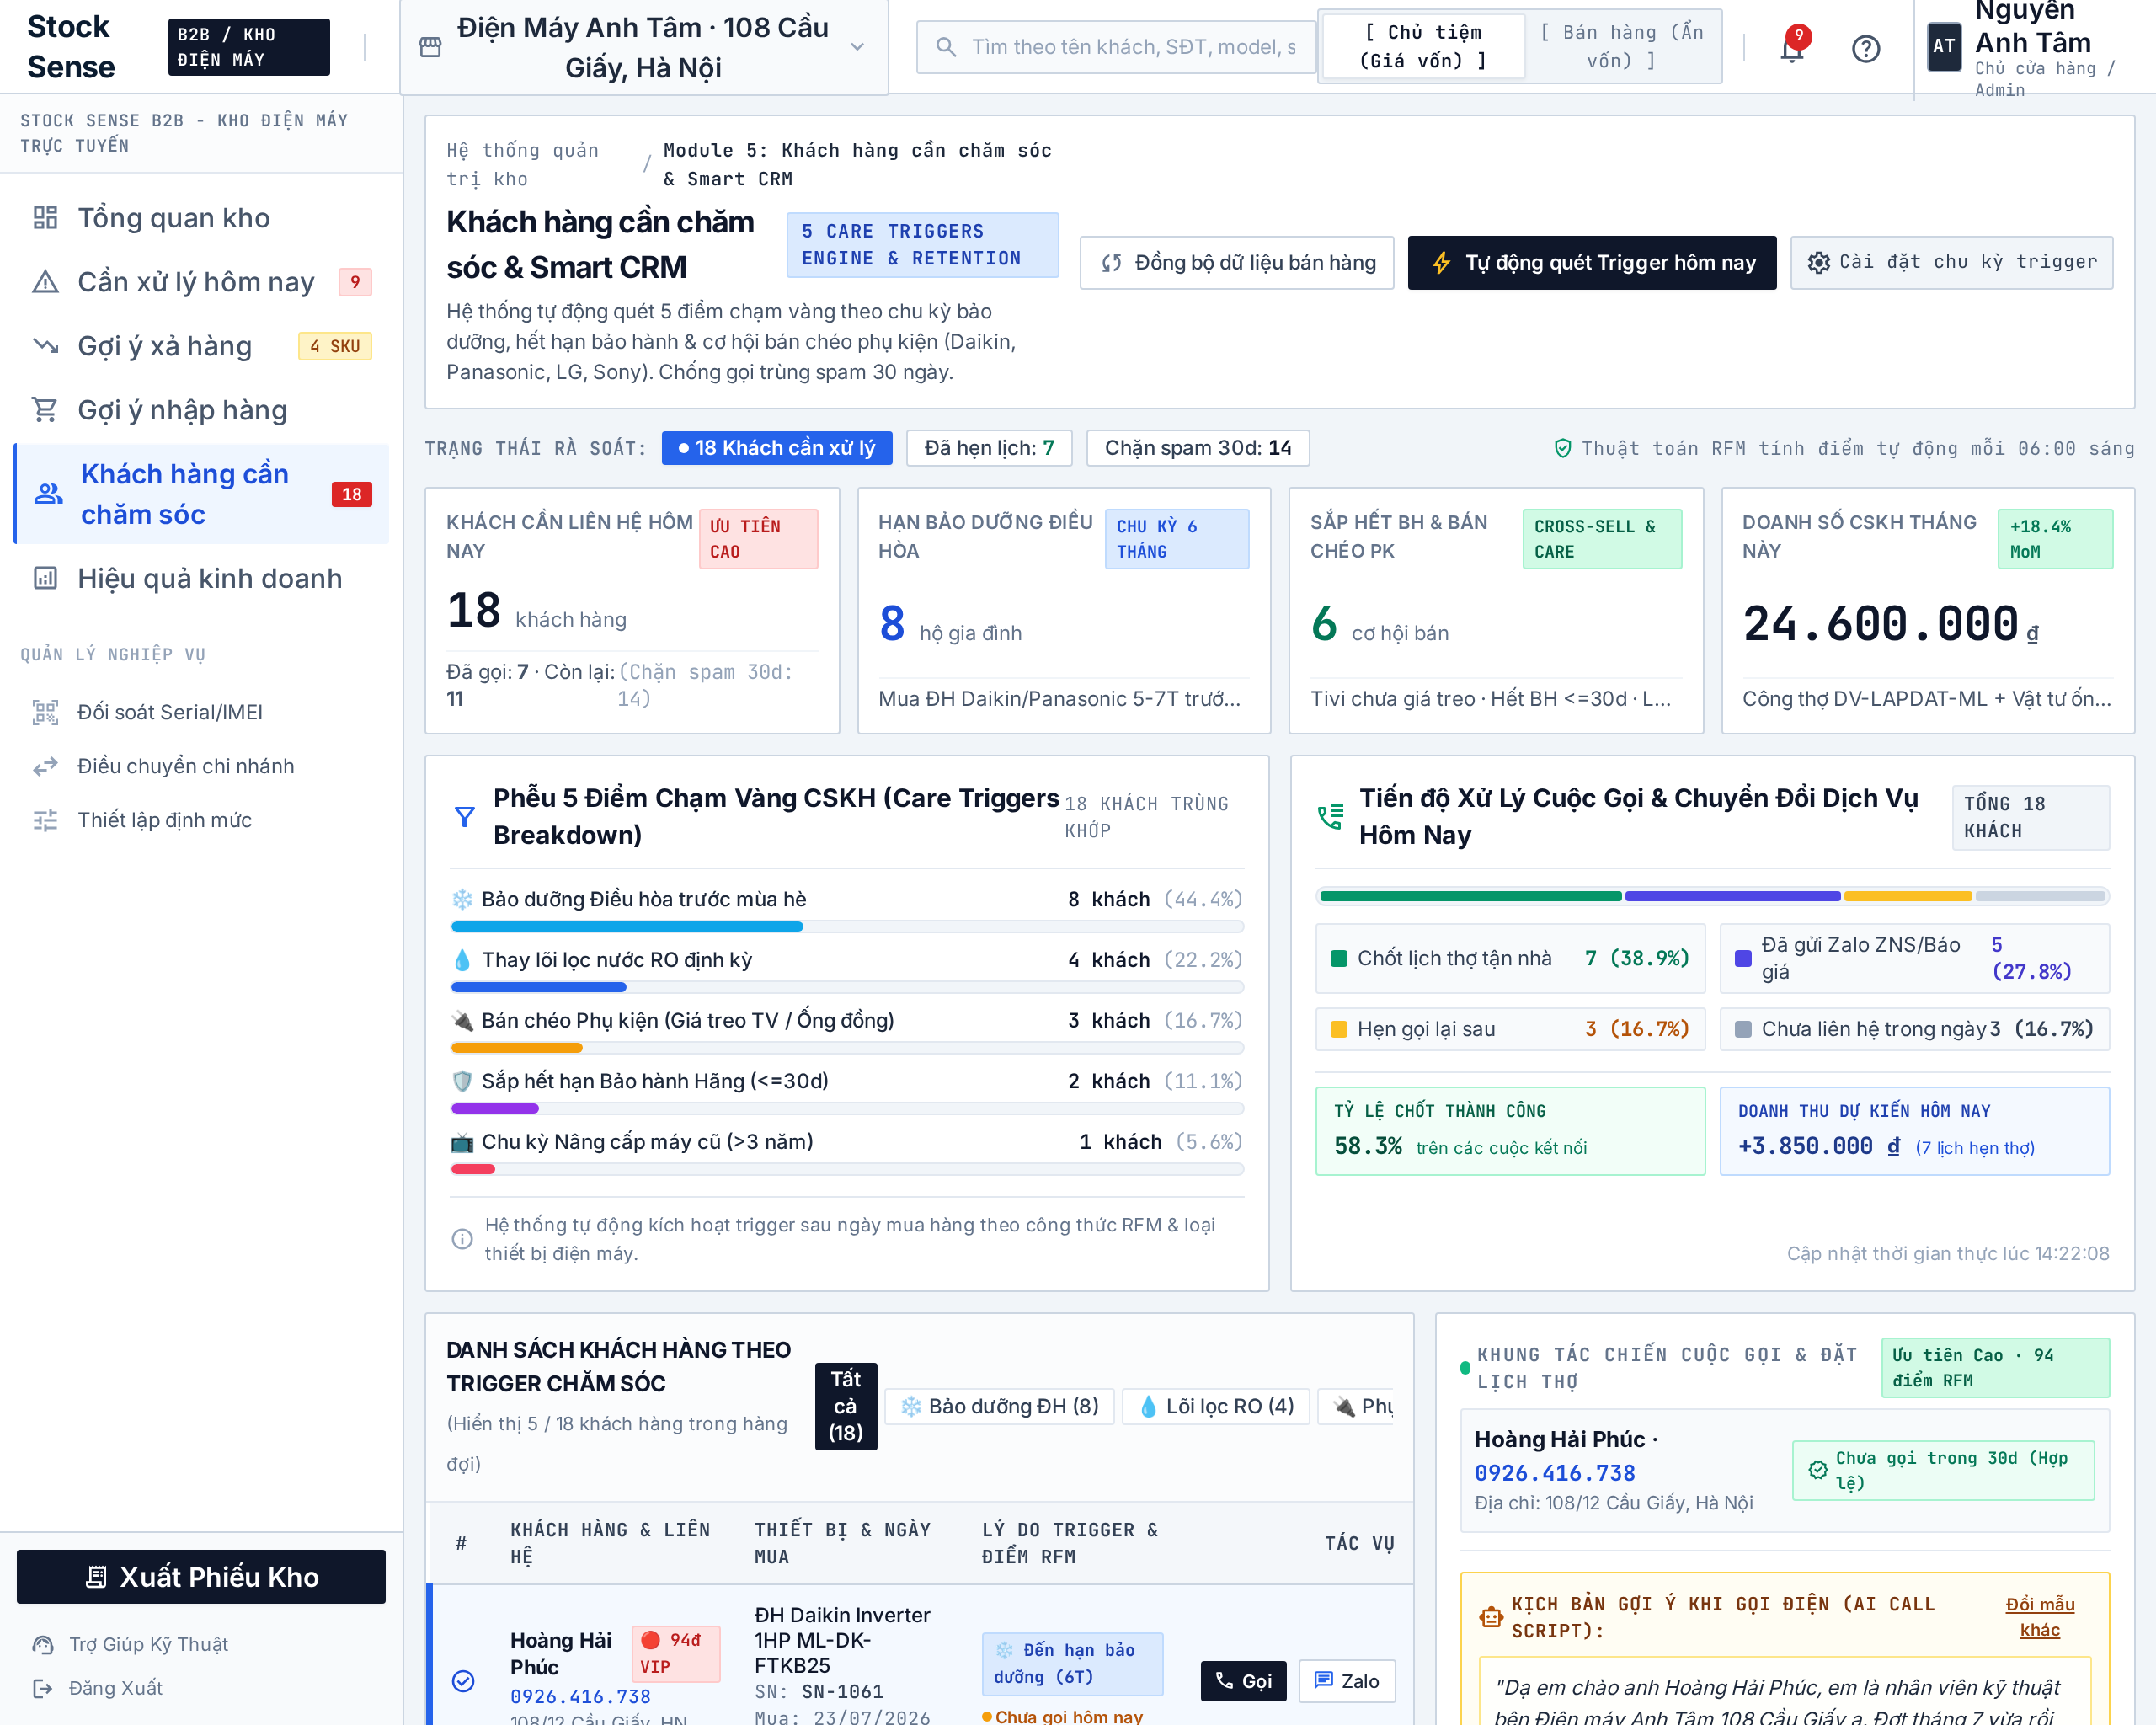 Stock
Sense
B2B / KHO
ĐIỆN MÁY
Điện Máy Anh Tâm · 108 Cầu
Giấy, Hà Nội
Tìm theo tên khách, SĐT, model, s
[ Chủ tiệm
(Giá vốn) ]
[ Bán hàng (Ẩn
vốn) ]
9
AT
Nguyễn
Anh Tâm
Chủ cửa hàng /
Admin
STOCK SENSE B2B - KHO ĐIỆN MÁY
TRỰC TUYẾN
Tổng quan kho
Cần xử lý hôm nay
9
Gợi ý xả hàng
4 SKU
Gợi ý nhập hàng
Khách hàng cần
chăm sóc
18
Hiệu quả kinh doanh
QUẢN LÝ NGHIỆP VỤ
Đối soát Serial/IMEI
Điều chuyển chi nhánh
Thiết lập định mức
Xuất Phiếu Kho
Trợ Giúp Kỹ Thuật
Đăng Xuất
Hệ thống quản
trị kho
/
Module 5: Khách hàng cần chăm sóc
& Smart CRM
Khách hàng cần chăm
sóc & Smart CRM
5 CARE TRIGGERS
ENGINE & RETENTION
Hệ thống tự động quét 5 điểm chạm vàng theo chu kỳ bảo
dưỡng, hết hạn bảo hành & cơ hội bán chéo phụ kiện (Daikin,
Panasonic, LG, Sony). Chống gọi trùng spam 30 ngày.
Đồng bộ dữ liệu bán hàng
Tự động quét Trigger hôm nay
Cài đặt chu kỳ trigger
TRẠNG THÁI RÀ SOÁT:
18 Khách cần xử lý
Đã hẹn lịch: 7
Chặn spam 30d: 14
Thuật toán RFM tính điểm tự động mỗi 06:00 sáng
KHÁCH CẦN LIÊN HỆ HÔM
NAY
ƯU TIÊN
CAO
18 khách hàng
Đã gọi: 7 · Còn lại:
11
(Chặn spam 30d:
14)
HẠN BẢO DƯỠNG ĐIỀU
HÒA
CHU KỲ 6
THÁNG
8 hộ gia đình
Mua ĐH Daikin/Panasonic 5-7T trướ...
SẮP HẾT BH & BÁN
CHÉO PK
CROSS-SELL &
CARE
6 cơ hội bán
Tivi chưa giá treo · Hết BH <=30d · L...
DOANH SỐ CSKH THÁNG
NÀY
+18.4%
MoM
24.600.000 đ
Công thợ DV-LAPDAT-ML + Vật tư ốn...
Phễu 5 Điểm Chạm Vàng CSKH (Care Triggers
Breakdown)
18 KHÁCH TRÙNG
KHỚP
Bảo dưỡng Điều hòa trước mùa hè
8 khách (44.4%)
Thay lõi lọc nước RO định kỳ
4 khách (22.2%)
Bán chéo Phụ kiện (Giá treo TV / Ống đồng)
3 khách (16.7%)
Sắp hết hạn Bảo hành Hãng (<=30d)
2 khách (11.1%)
Chu kỳ Nâng cấp máy cũ (>3 năm)
1 khách (5.6%)
Hệ thống tự động kích hoạt trigger sau ngày mua hàng theo công thức RFM & loại
thiết bị điện máy.
Tiến độ Xử Lý Cuộc Gọi & Chuyển Đổi Dịch Vụ
Hôm Nay
TỔNG 18
KHÁCH
Chốt lịch thợ tận nhà
7 (38.9%)
Đã gửi Zalo ZNS/Báo
giá
5
(27.8%)
Hẹn gọi lại sau
3 (16.7%)
Chưa liên hệ trong ngày
3 (16.7%)
TỶ LỆ CHỐT THÀNH CÔNG
58.3% trên các cuộc kết nối
DOANH THU DỰ KIẾN HÔM NAY
+3.850.000 đ (7 lịch hẹn thợ)
Cập nhật thời gian thực lúc 14:22:08
DANH SÁCH KHÁCH HÀNG THEO
TRIGGER CHĂM SÓC
(Hiển thị 5 / 18 khách hàng trong hàng
đợi)
Tất
cả
(18)
Bảo dưỡng ĐH (8)
Lõi lọc RO (4)
Phụ
#
KHÁCH HÀNG & LIÊN
HỆ
THIẾT BỊ & NGÀY
MUA
LÝ DO TRIGGER &
ĐIỂM RFM
TÁC VỤ
Hoàng Hải
Phúc
94đ
VIP
0926.416.738
108/12 Cầu Giấy, HN
ĐH Daikin Inverter
1HP ML-DK-
FTKB25
SN: SN-1061
Mua: 23/07/2026
Đến hạn bảo
dưỡng (6T)
Chưa gọi hôm nay
Gọi
Zalo
KHUNG TÁC CHIẾN CUỘC GỌI & ĐẶT
LỊCH THỢ
Ưu tiên Cao · 94
điểm RFM
Hoàng Hải Phúc ·
0926.416.738
Địa chỉ: 108/12 Cầu Giấy, Hà Nội
Chưa gọi trong 30d (Hợp
lệ)
KỊCH BẢN GỢI Ý KHI GỌI ĐIỆN (AI CALL
SCRIPT):
Đổi mẫu
khác
"Dạ em chào anh Hoàng Hải Phúc, em là nhân viên kỹ thuật
bên Điện máy Anh Tâm 108 Cầu Giấy ạ. Đợt tháng 7 vừa rồi